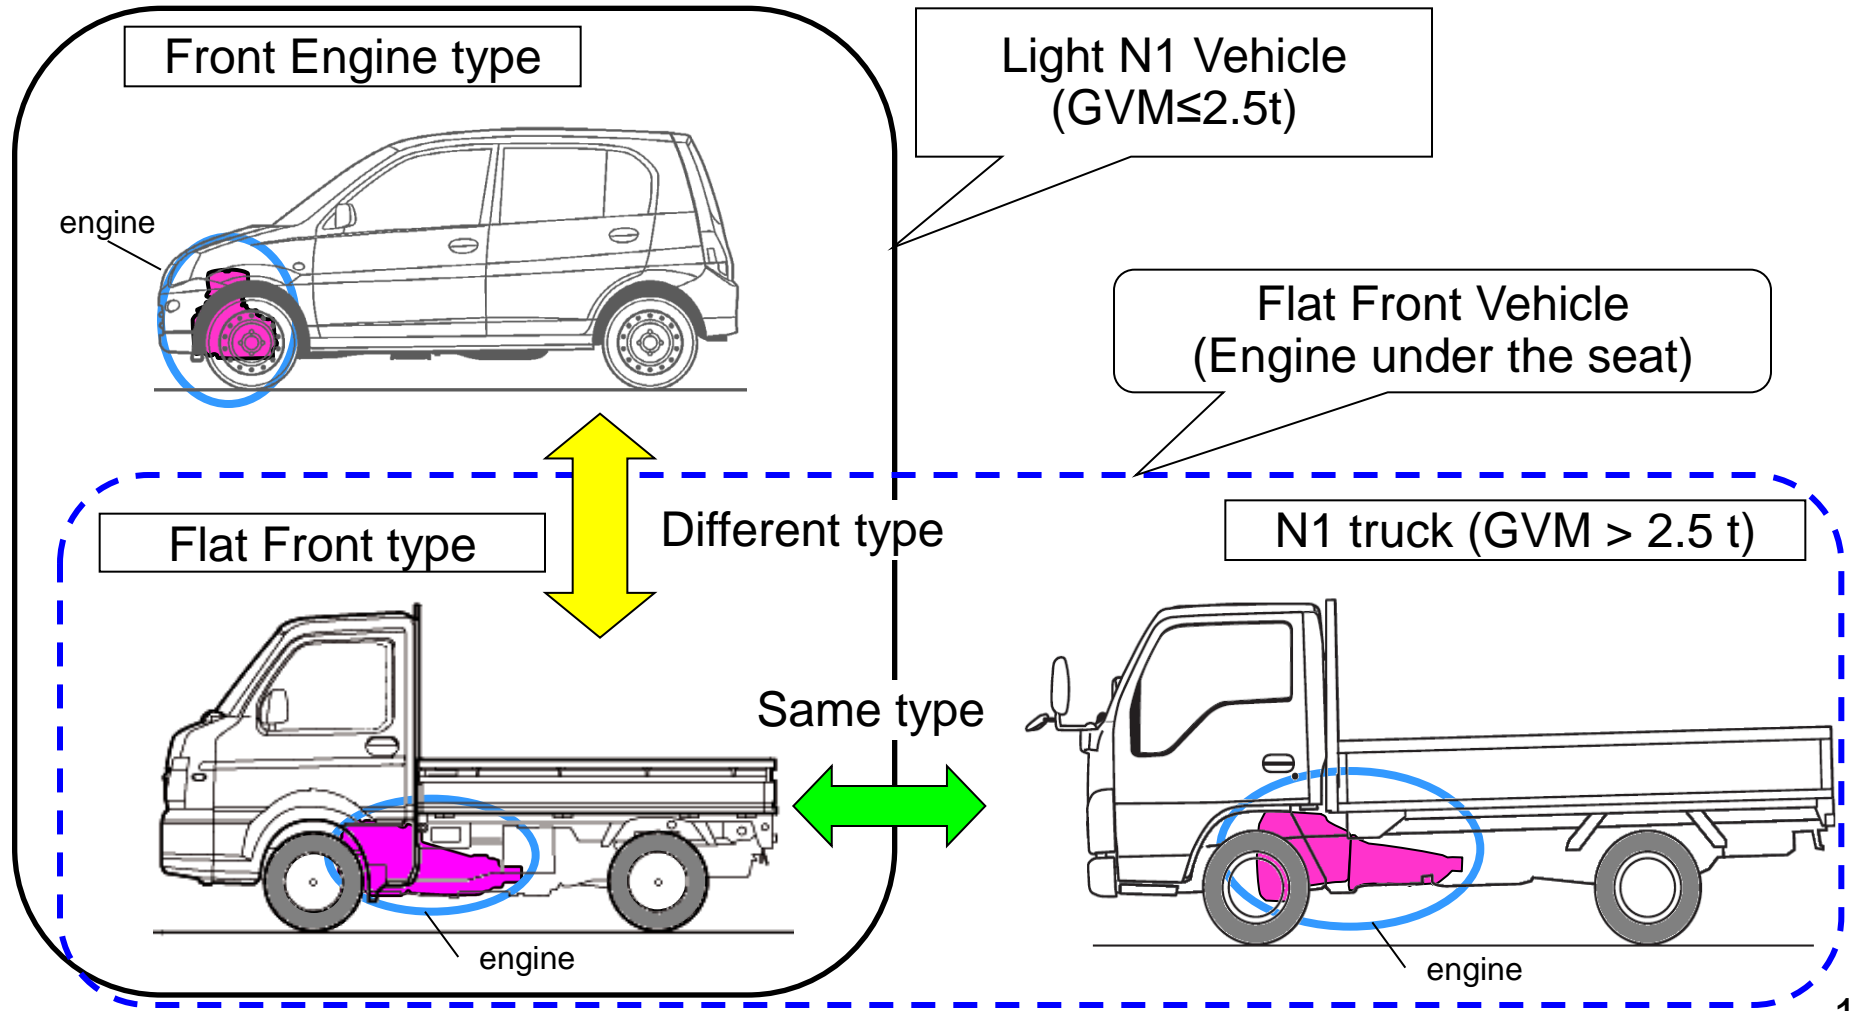 Front Engine type
Light N1 Vehicle
(GVM≤2.5t)
engine
Flat Front Vehicle
(Engine under the seat)
Flat Front type
Different type
N1 truck (GVM > 2.5 t)
Same type
engine
engine
1